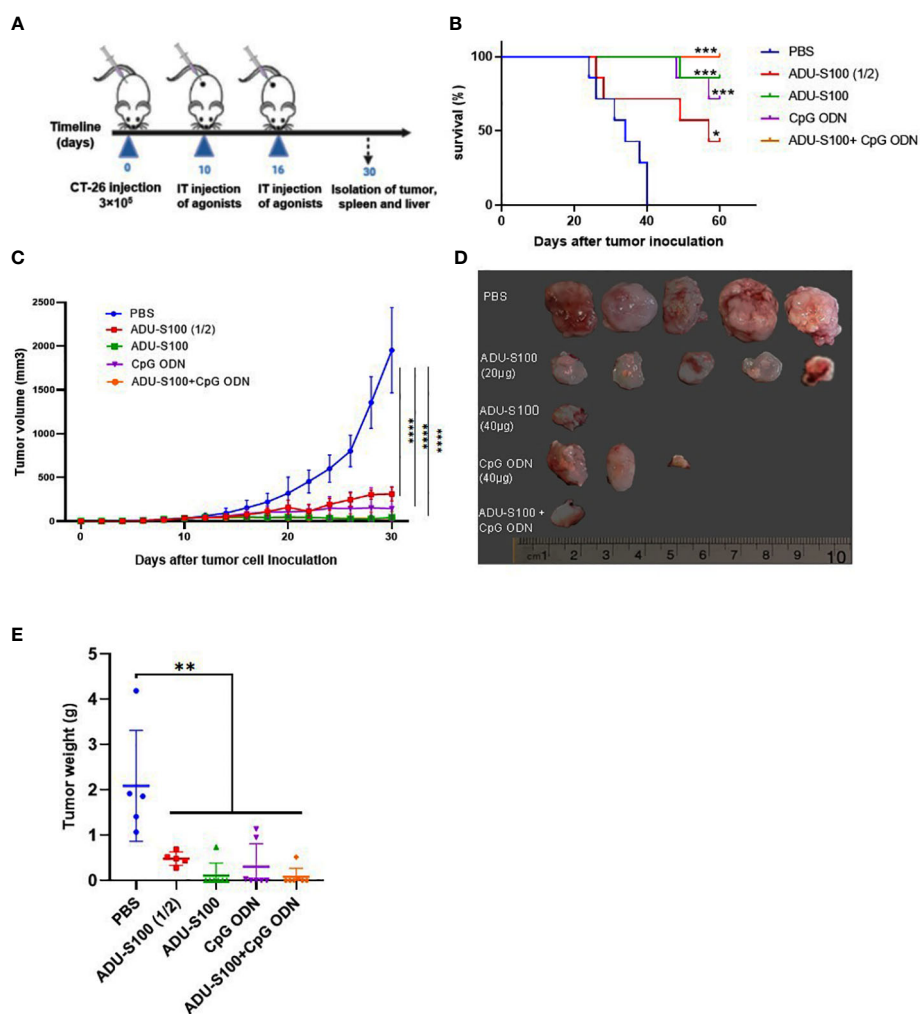 A
Timeline
(days)
0
10
16
30
CT-26 injection
3×10⁵
IT injection
of agonists
IT injection
of agonists
Isolation of tumor,
spleen and liver
B
survival (%)
100
50
0
0
20
40
60
80
Days after tumor inoculation
***
***
***
*
PBS
ADU-S100 (1/2)
ADU-S100
CpG ODN
ADU-S100+ CpG ODN
C
Tumor volume (mm3)
2500
2000
1500
1000
500
0
0
10
20
30
Days after tumor cell inoculation
PBS
ADU-S100 (1/2)
ADU-S100
CpG ODN
ADU-S100+CpG ODN
****
****
****
D
PBS
ADU-S100
(20µg)
ADU-S100
(40µg)
CpG ODN
(40µg)
ADU-S100 +
CpG ODN
cm1 2 3 4 5 6 7 8 9 10
E
Tumor weight (g)
5
4
3
2
1
0
**
PBS
ADU-S100 (1/2)
ADU-S100
CpG ODN
ADU-S100+CpG ODN